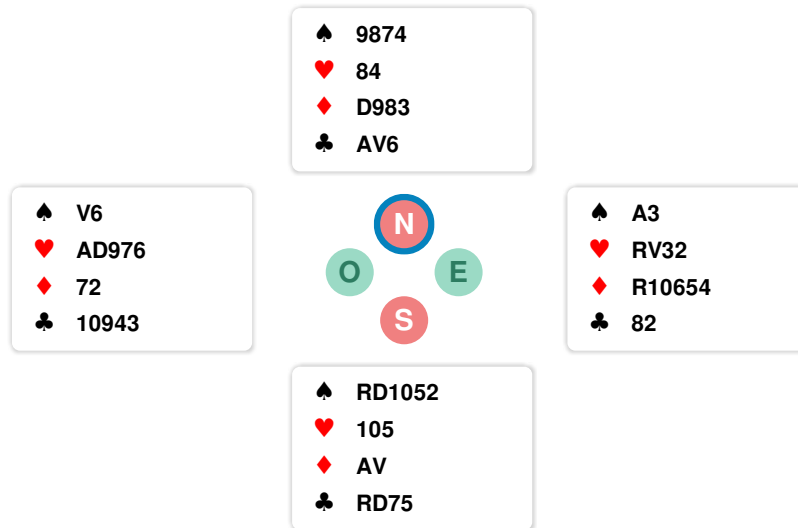 ♠ 9874
♥ 84
♦ D983
♣ AV6
♠ V6
♥ AD976
♦ 72
♣ 10943
N
O E
S
♠ A3
♥ RV32
♦ R10654
♣ 82
♠ RD1052
♥ 105
♦ AV
♣ RD75